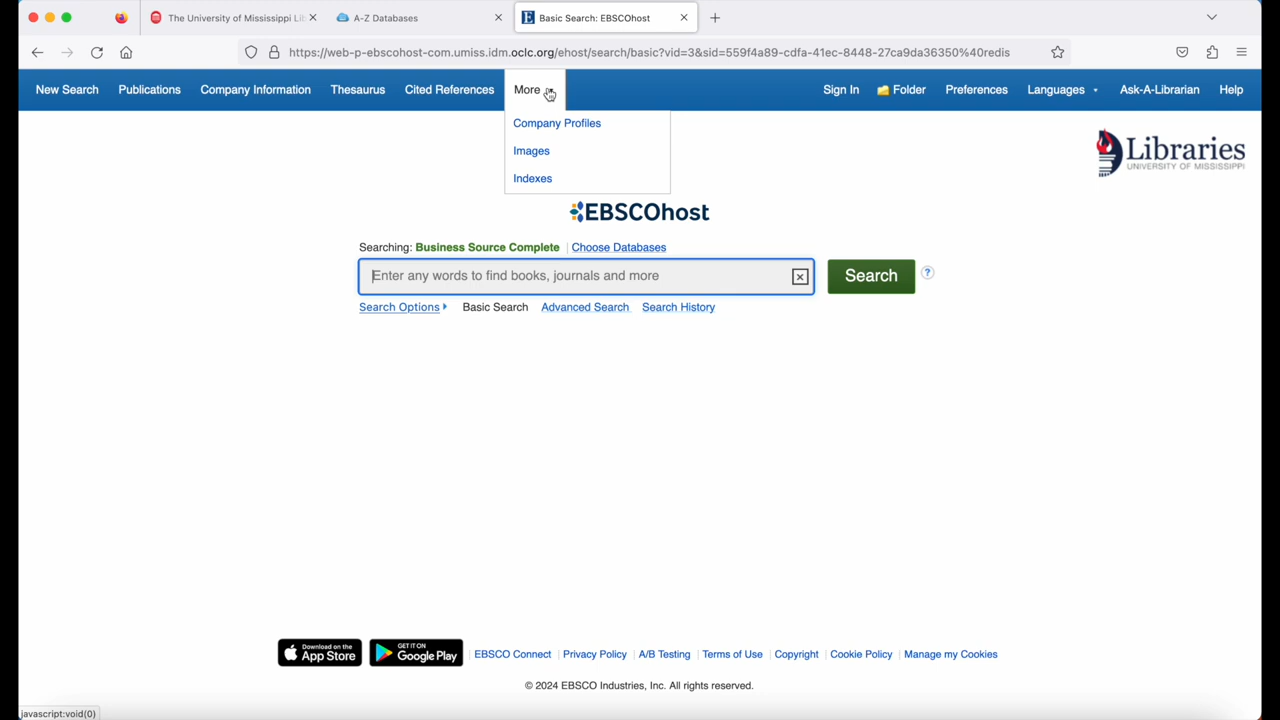 The University of Mississippi Li
A-Z Databases
Basic Search: EBSCOhost
https://web-p-ebscohost-com.umiss.idm.oclc.org/ehost/search/basic?vid=3&sid=559f4a89-cdfa-41ec-8448-27ca9da36350%40redis
New Search Publications Company Information Thesaurus Cited References More Sign In Folder Preferences Languages Ask-A-Librarian Help
Company Profiles
Images
Indexes
Libraries
UNIVERSITY OF MISSISSIPPI
EBSCOhost
Searching: Business Source Complete | Choose Databases
Enter any words to find books, journals and more
Search
?
Search Options Basic Search Advanced Search Search History
Download on the
App Store
GET IT ON
Google Play
EBSCO Connect | Privacy Policy | A/B Testing | Terms of Use | Copyright | Cookie Policy | Manage my Cookies
© 2024 EBSCO Industries, Inc. All rights reserved.
javascript:void(0)